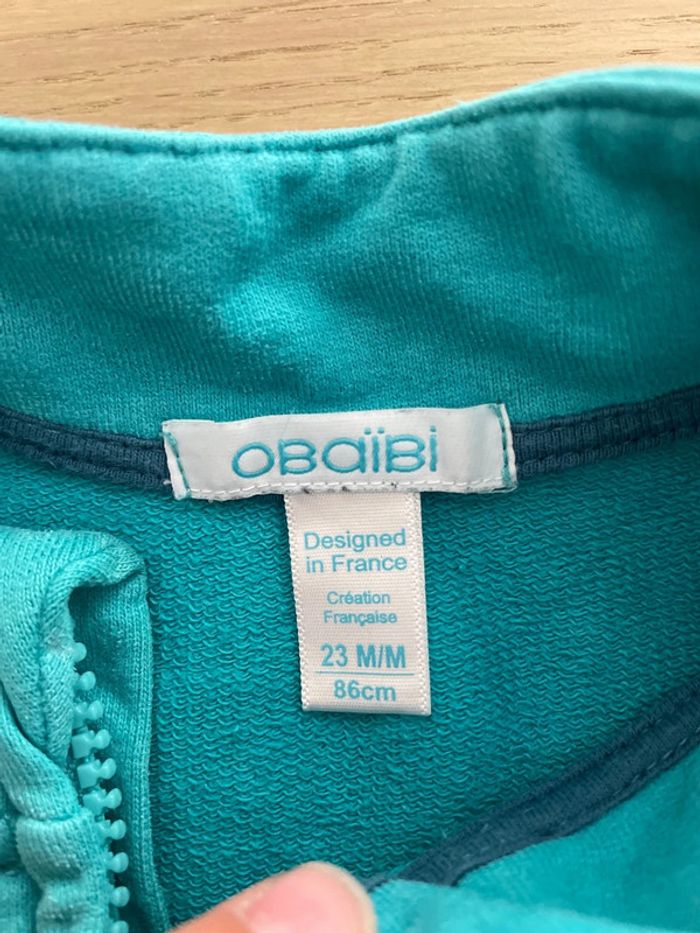 OBaïBi
Designed
in France
Création
Française
23 M/M
86cm